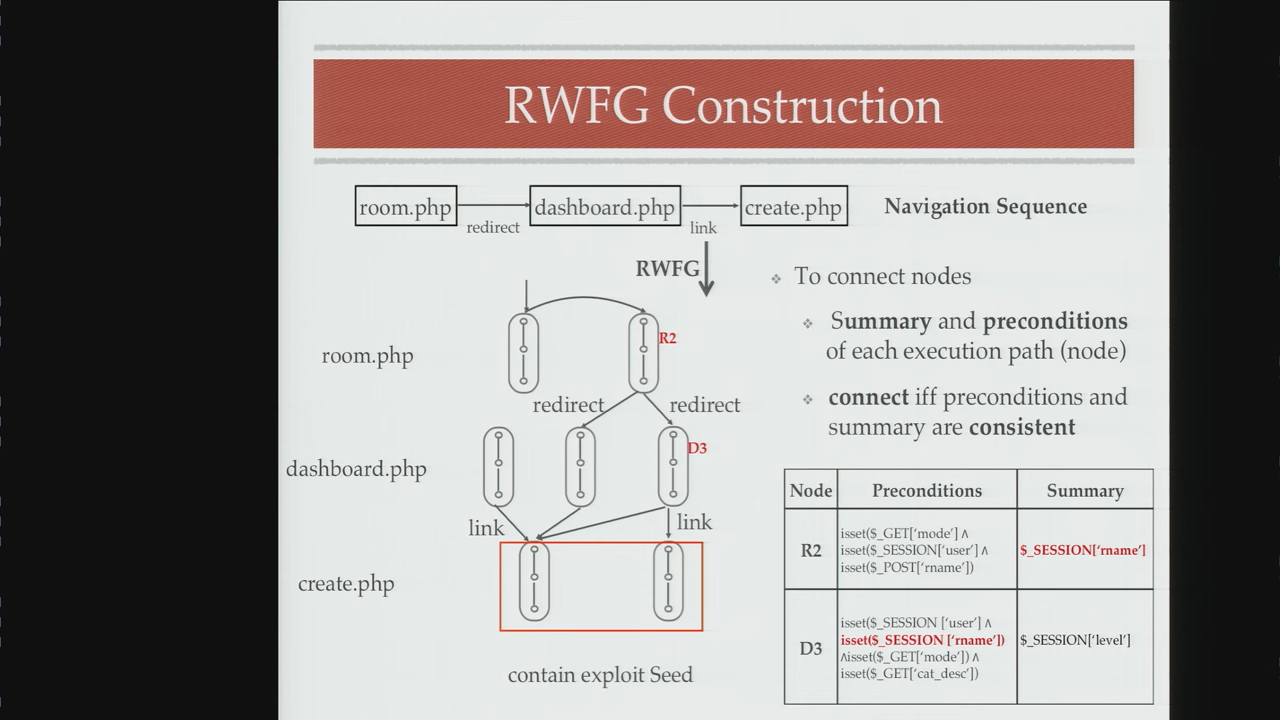 RWFG Construction
room.php
redirect
dashboard.php
link
create.php
Navigation Sequence
RWFG
❖ To connect nodes
❖ Summary and preconditions
of each execution path (node)
❖ connect iff preconditions and
summary are consistent
room.php
R2
redirect
redirect
dashboard.php
D3
link
link
create.php
contain exploit Seed
Node Preconditions Summary
R2
isset($_GET['mode'] ∧
isset($_SESSION['user'] ∧
isset($_POST['rname'])
$_SESSION['rname']
D3
isset($_SESSION ['user'] ∧
isset($_SESSION ['rname'])
∧isset($_GET['mode']) ∧
isset($_GET['cat_desc'])
$_SESSION['level']